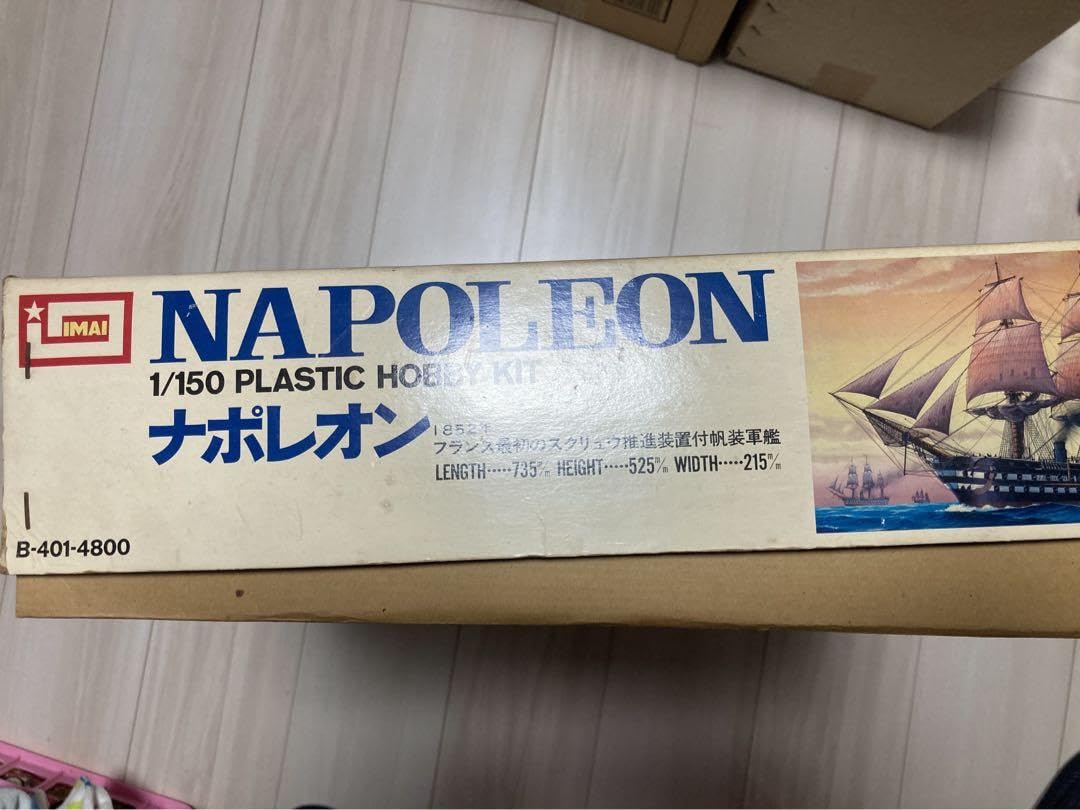 IMAI
NAPOLEON
1/150 PLASTIC HOBBY KIT
ナポレオン
1852年
フランス最初のスクリュウ推進装置付帆装軍艦
LENGTH·····735m/m HEIGHT·····525m/m WIDTH·····215m/m
B-401-4800